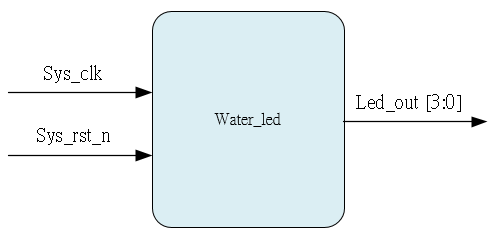 Sys_clk
Sys_rst_n
Water_led
Led_out [3:0]